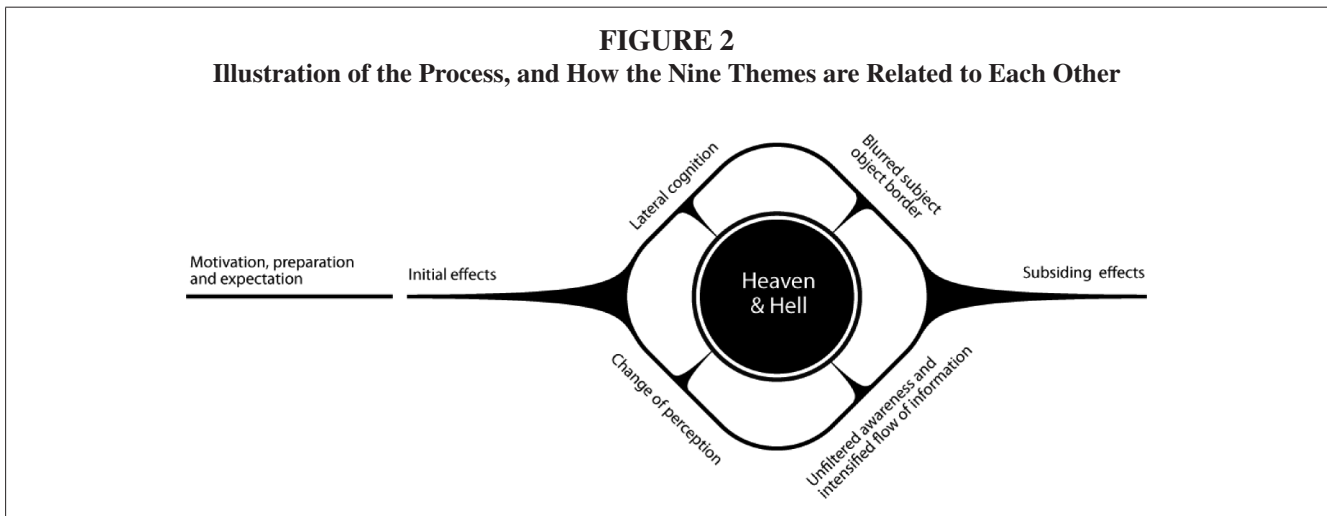 FIGURE 2
Illustration of the Process, and How the Nine Themes are Related to Each Other
Motivation, preparation
and expectation
Initial effects
Lateral cognition
Blurred subject
object border
Heaven
& Hell
Subsiding effects
Change of perception
Unfiltered awareness and
intensified flow of information